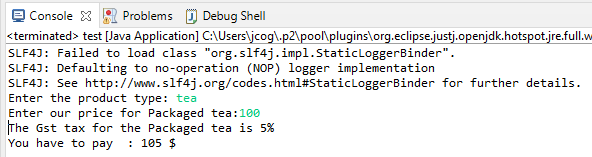 Console Problems Debug Shell
<terminated> test [Java Application] C:\Users\jcog\.p2\pool\plugins\org.eclipse.justj.openjdk.hotspot.jre.full.w
SLF4J: Failed to load class "org.slf4j.impl.StaticLoggerBinder".
SLF4J: Defaulting to no-operation (NOP) logger implementation
SLF4J: See http://www.slf4j.org/codes.html#StaticLoggerBinder for further details.
Enter the product type: tea
Enter our price for Packaged tea:100
The Gst tax for the Packaged tea is 5%
You have to pay  : 105 $